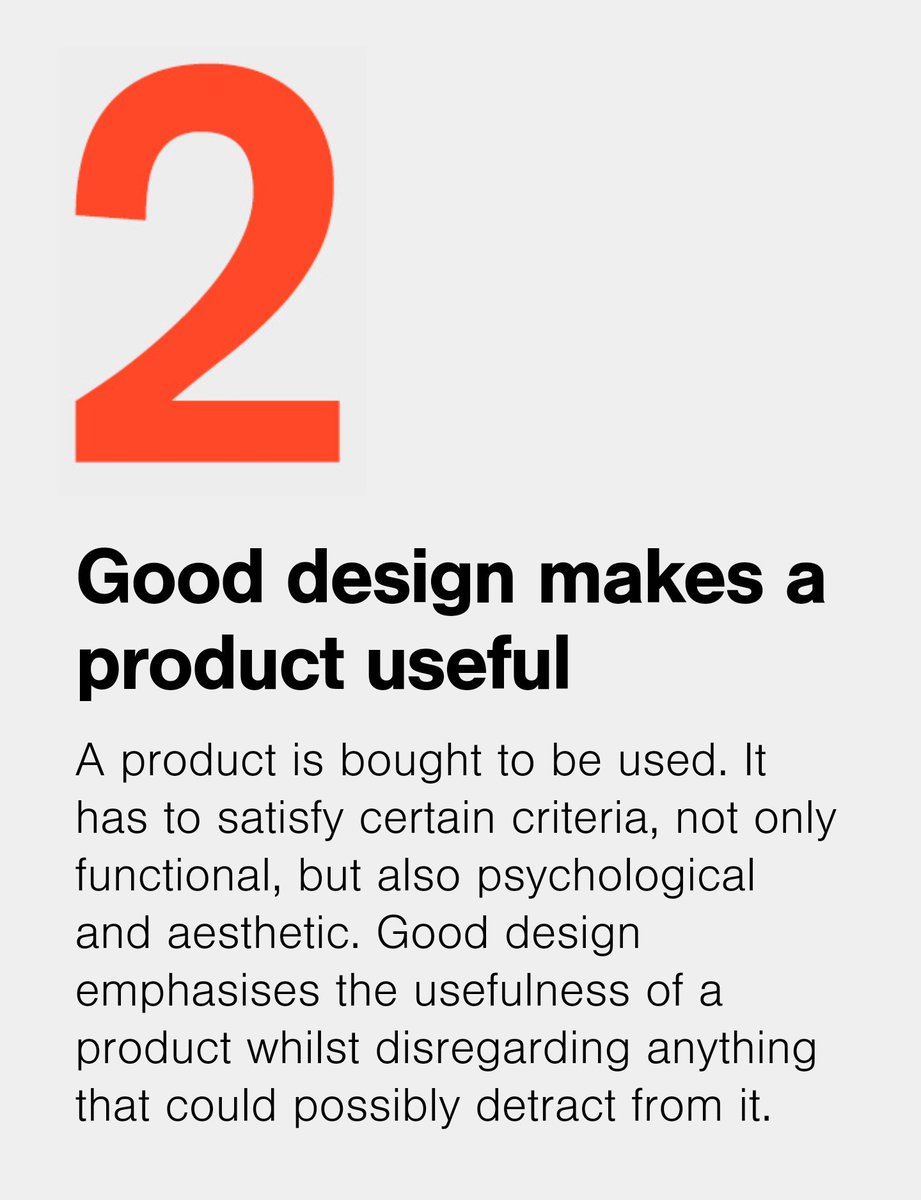 2
Good design makes a
product useful
A product is bought to be used. It
has to satisfy certain criteria, not only
functional, but also psychological
and aesthetic. Good design
emphasises the usefulness of a
product whilst disregarding anything
that could possibly detract from it.